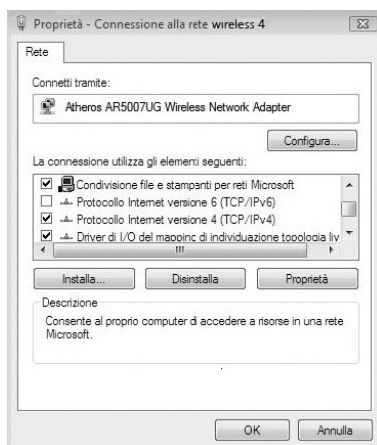 Proprietà - Connessione alla rete wireless 4
Rete
Connetti tramite:
Atheros AR5007UG Wireless Network Adapter
Configura...
La connessione utilizza gli elementi seguenti:
Condivisione file e stampanti per reti Microsoft
Protocollo Internet versione 6 (TCP/IPv6)
Protocollo Internet versione 4 (TCP/IPv4)
Driver di I/O del mapping di individuazione topologia liv
Installa... Disinstalla Proprietà
Descrizione
Consente al proprio computer di accedere a risorse in una rete
Microsoft.
OK Annulla